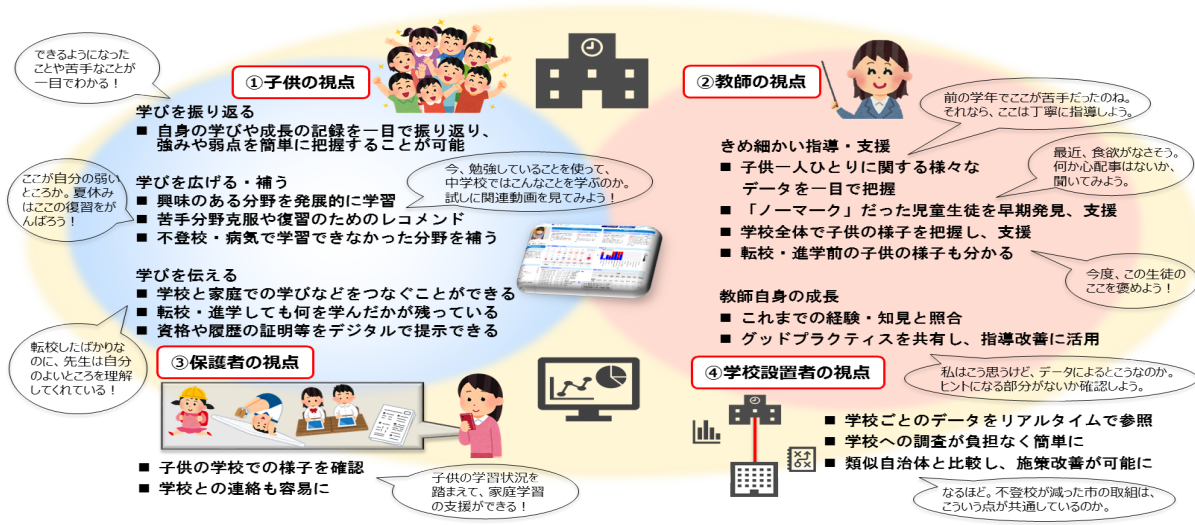 できるようになった
ことや苦手なことが
一目でわかる！
①子供の視点
学びを振り返る
■ 自身の学びや成長の記録を一目で振り返り、
強みや弱点を簡単に把握することが可能
ここが自分の弱い
ところか。夏休み
はここの復習をが
んばろう！
学びを広げる・補う
■ 興味のある分野を発展的に学習
■ 苦手分野克服や復習のためのレコメンド
■ 不登校・病気で学習できなかった分野を補う
今、勉強していることを使って、
中学校ではこんなことを学ぶのか。
試しに関連動画を見てみよう！
学びを伝える
■ 学校と家庭での学びなどをつなぐことができる
■ 転校・進学しても何を学んだかが残っている
■ 資格や履歴の証明等をデジタルで提示できる
転校したばかりな
のに、先生は自分
のよいところを理解
してくれている！
②教師の視点
前の学年でここが苦手だったのね。
それなら、ここは丁寧に指導しよう。
きめ細かい指導・支援
■ 子供一人ひとりに関する様々な
データを一目で把握
■ 「ノーマーク」だった児童生徒を早期発見、支援
■ 学校全体で子供の様子を把握し、支援
■ 転校・進学前の子供の様子も分かる
最近、食欲がなさそう。
何か心配事はないか、
聞いてみよう。
今度、この生徒の
ここを褒めよう！
教師自身の成長
■ これまでの経験・知見と照合
■ グッドプラクティスを共有し、指導改善に活用
私はこう思うけど、データによるとこうなのか。
ヒントになる部分がないか確認しよう。
③保護者の視点
■ 子供の学校での様子を確認
■ 学校との連絡も容易に
子供の学習状況を
踏まえて、家庭学習
の支援ができる！
④学校設置者の視点
■ 学校ごとのデータをリアルタイムで参照
■ 学校への調査が負担なく簡単に
■ 類似自治体と比較し、施策改善が可能に
なるほど。不登校が減った市の取組は、
こういう点が共通しているのか。